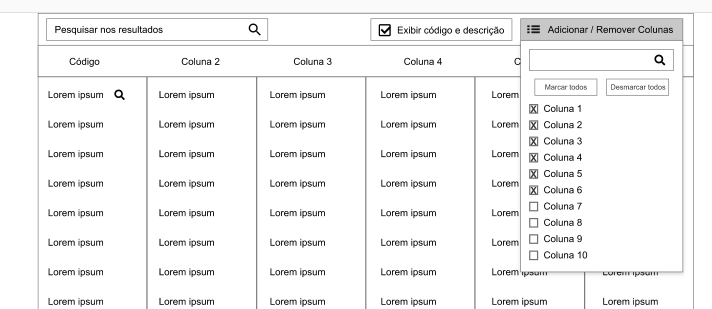 Pesquisar nos resultados
Exibir código e descrição
Adicionar / Remover Colunas
Código Coluna 2 Coluna 3 Coluna 4
Marcar todos Desmarcar todos
Lorem ipsum Lorem ipsum Lorem ipsum Lorem ipsum Lorem
Lorem ipsum Lorem ipsum Lorem ipsum Lorem ipsum Lorem
Lorem ipsum Lorem ipsum Lorem ipsum Lorem ipsum Lorem
Lorem ipsum Lorem ipsum Lorem ipsum Lorem ipsum Lorem
Lorem ipsum Lorem ipsum Lorem ipsum Lorem ipsum Lorem
Lorem ipsum Lorem ipsum Lorem ipsum Lorem ipsum Lorem
Lorem ipsum Lorem ipsum Lorem ipsum Lorem ipsum Lorem ipsum Lorem ipsum
Lorem ipsum Lorem ipsum Lorem ipsum Lorem ipsum Lorem ipsum Lorem ipsum
Coluna 1
Coluna 2
Coluna 3
Coluna 4
Coluna 5
Coluna 6
Coluna 7
Coluna 8
Coluna 9
Coluna 10